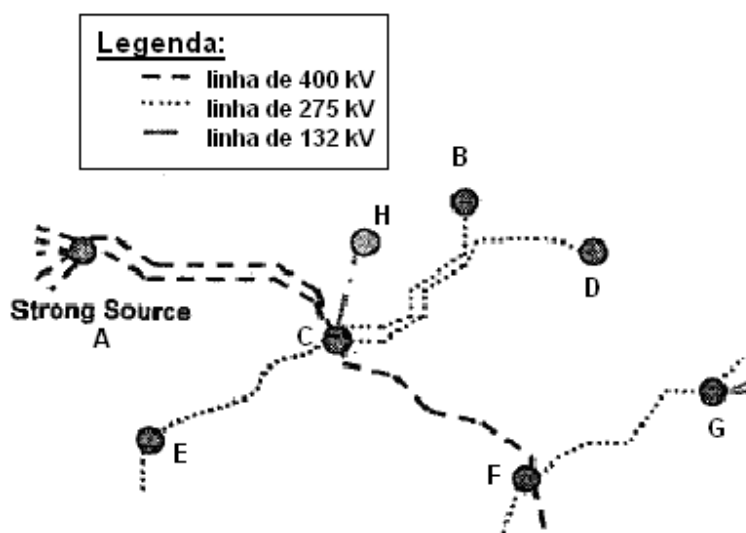 Legenda:
linha de 400 kV
linha de 275 kV
linha de 132 kV
B
H
D
Strong Source
A
C
G
E
F